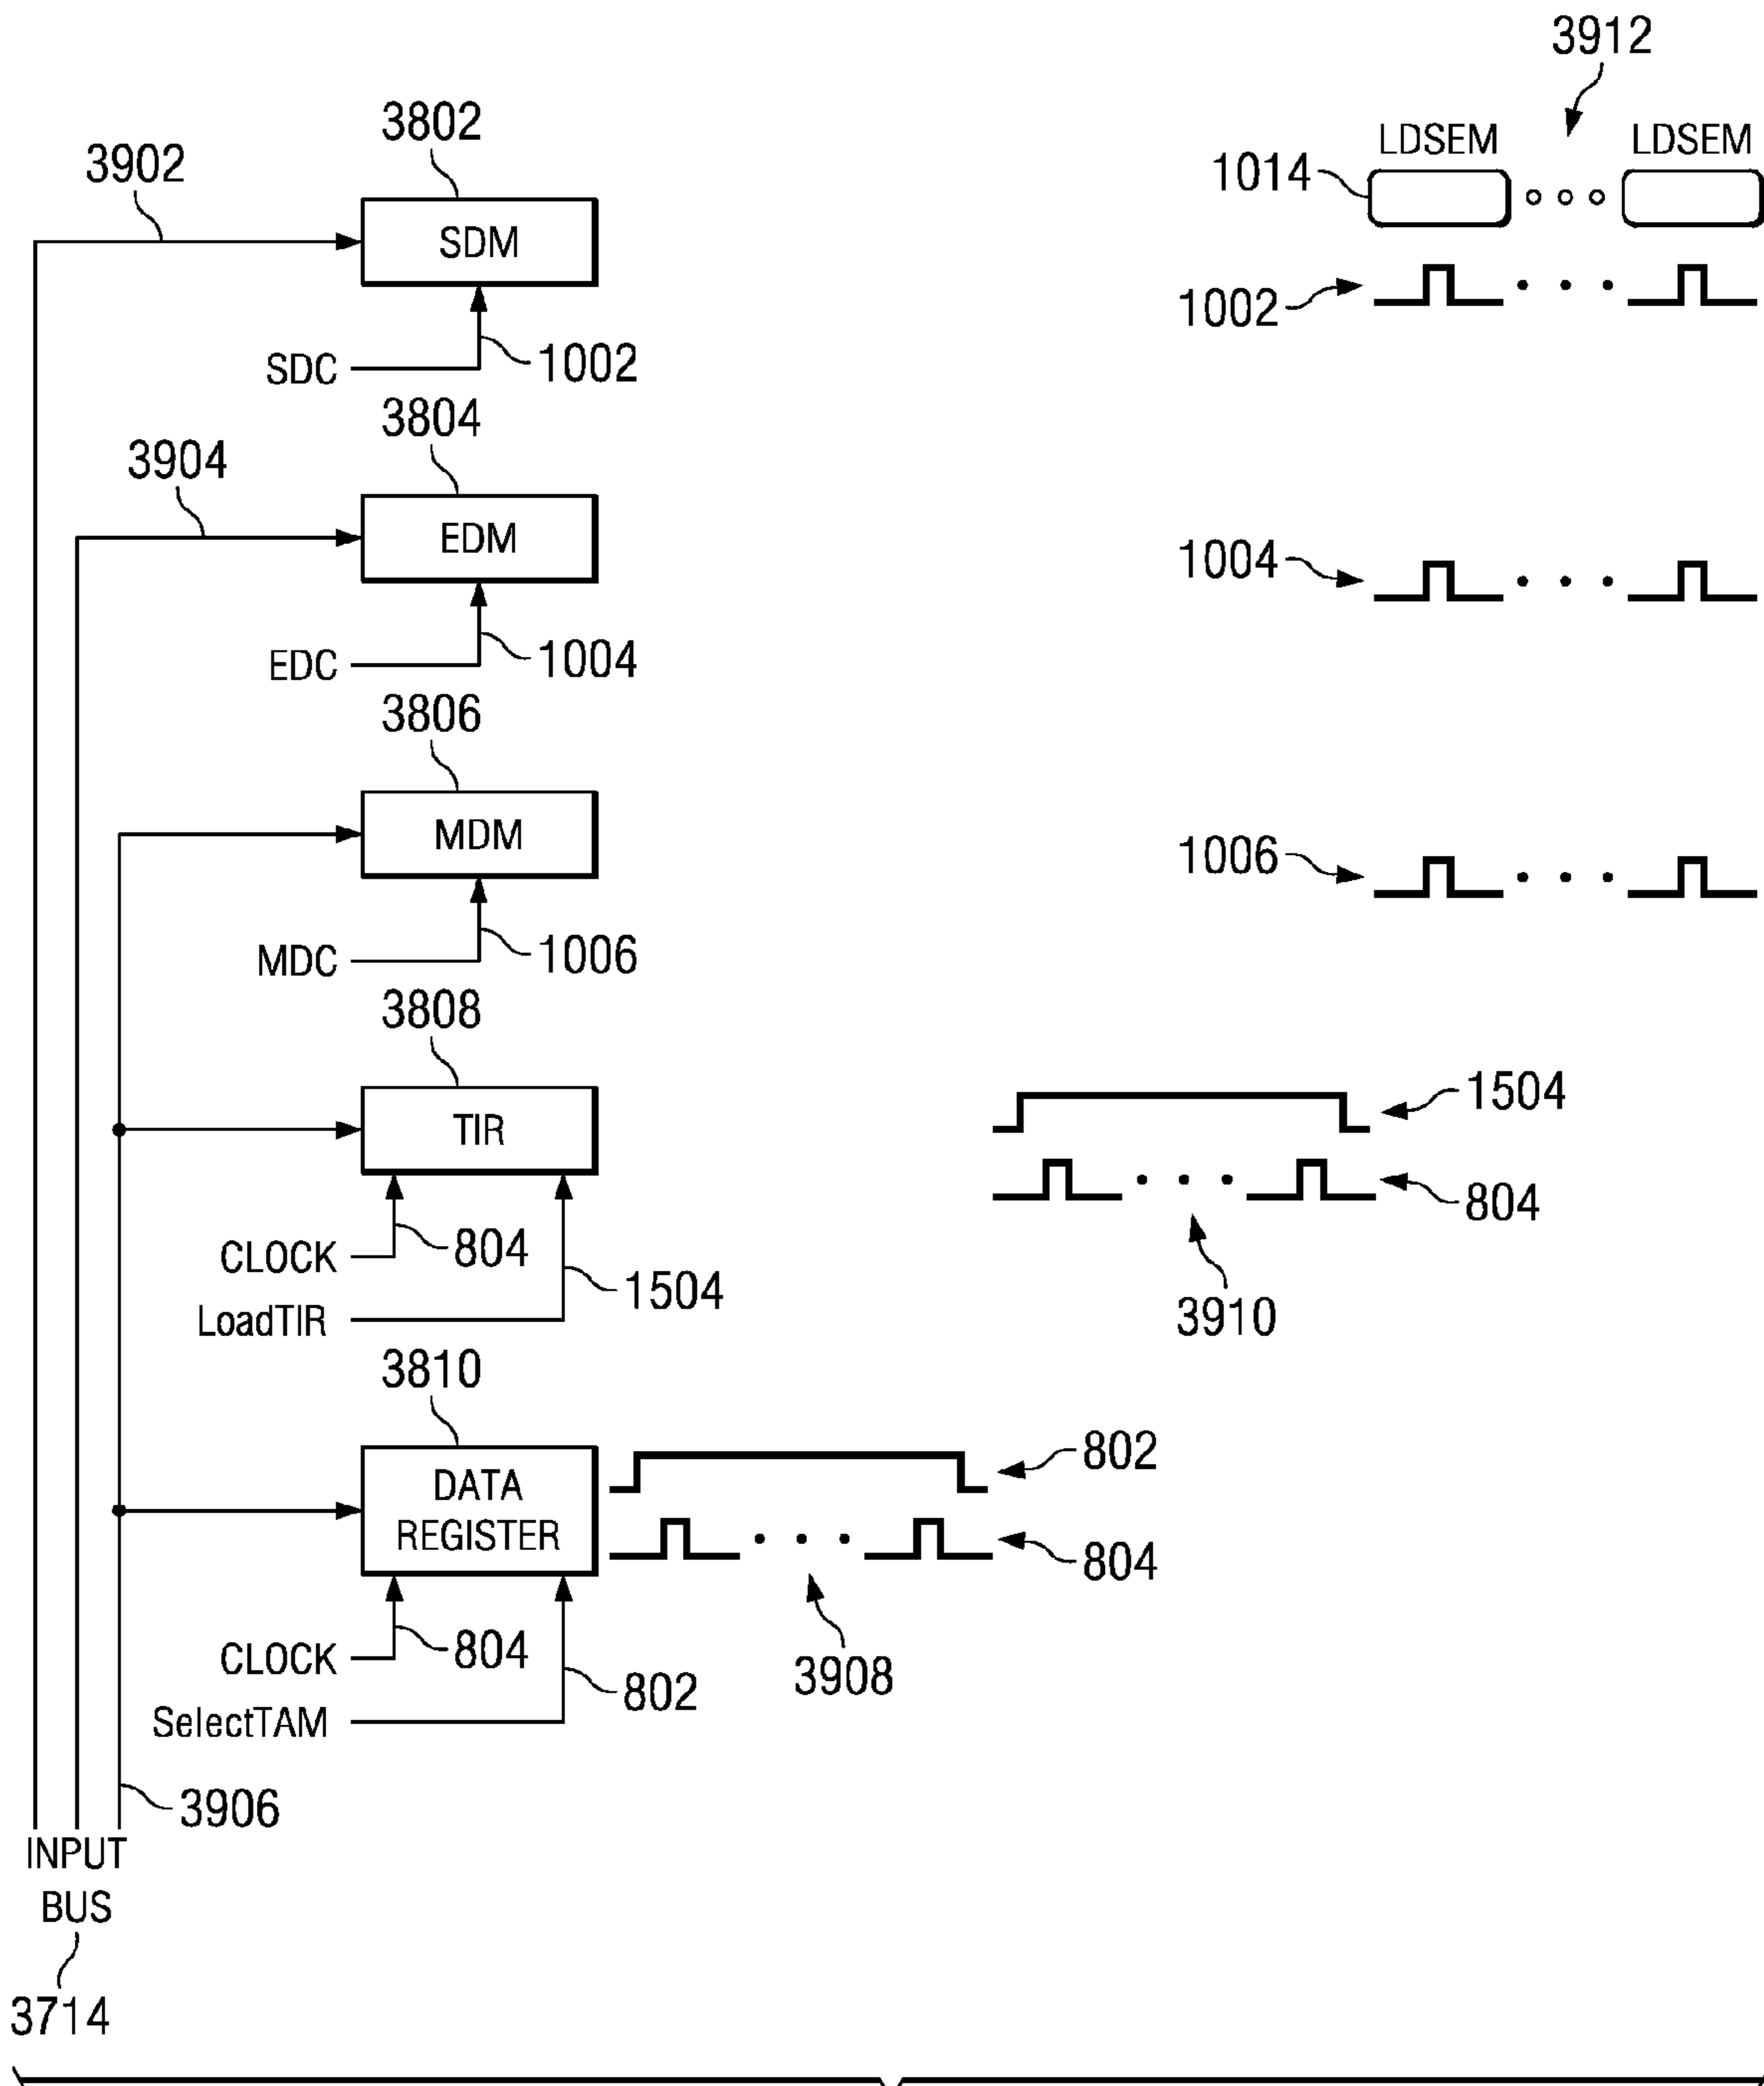 3912
3802
LDSEM LDSEM
3902
1014
SDM
1002
SDC 1002
3804
3904
EDM
1004
EDC 1004
3806
MDM
1006
MDC 1006
3808
1504
TIR
804
CLOCK 804
1504
LoadTIR
3910
3810
802
DATA
REGISTER
804
CLOCK 804
3908
802
SelectTAM
3906
INPUT
BUS
3714